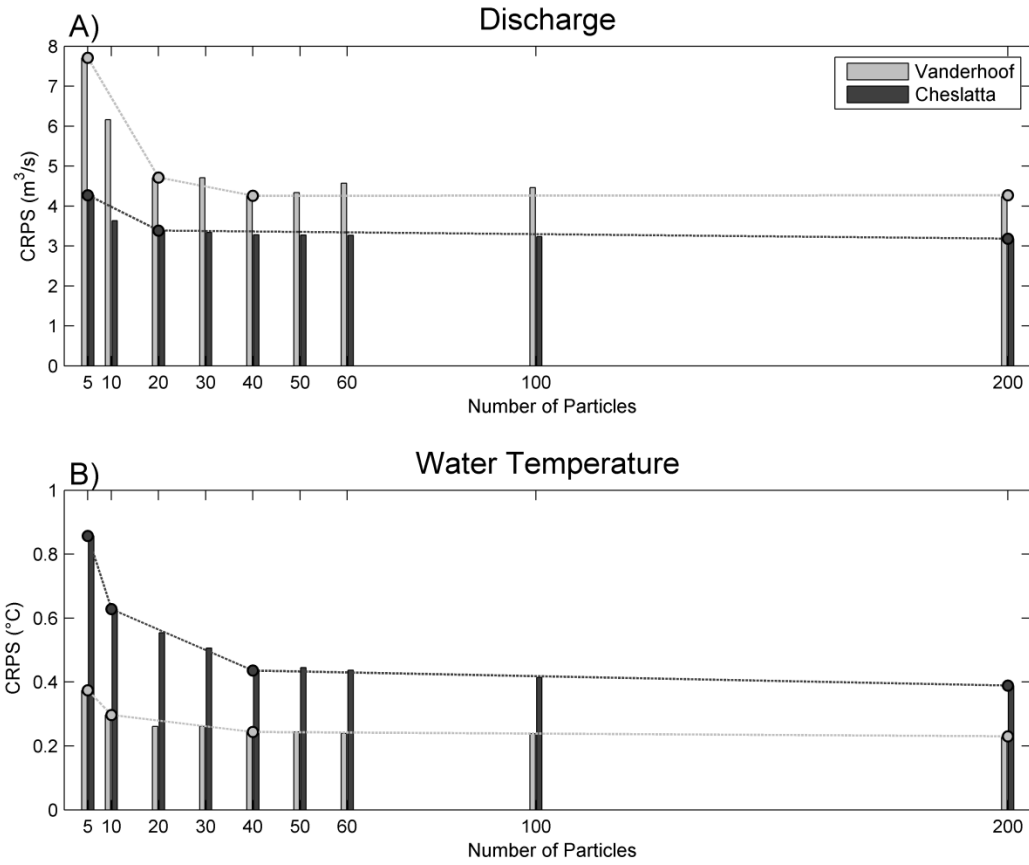 A)
Discharge
Vanderhoof
Cheslatta
CRPS (m³/s)
8
7
6
5
4
3
2
1
0
5 10 20 30 40 50 60 100 200
Number of Particles
B)
Water Temperature
CRPS (°C)
1
0.8
0.6
0.4
0.2
0
5 10 20 30 40 50 60 100 200
Number of Particles